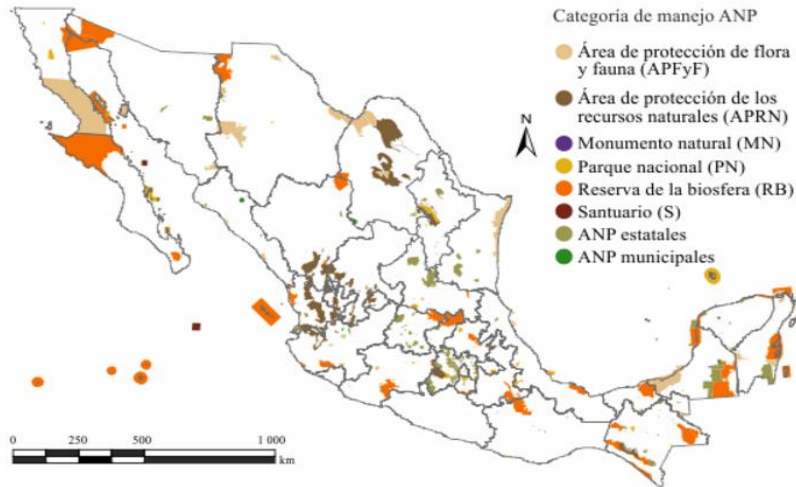 Categoría de manejo ANP
Área de protección de flora
y fauna (APFyF)
Área de protección de los
recursos naturales (APRN)
Monumento natural (MN)
Parque nacional (PN)
Reserva de la biosfera (RB)
Santuario (S)
ANP estatales
ANP municipales
N
0 250 500 1 000
km